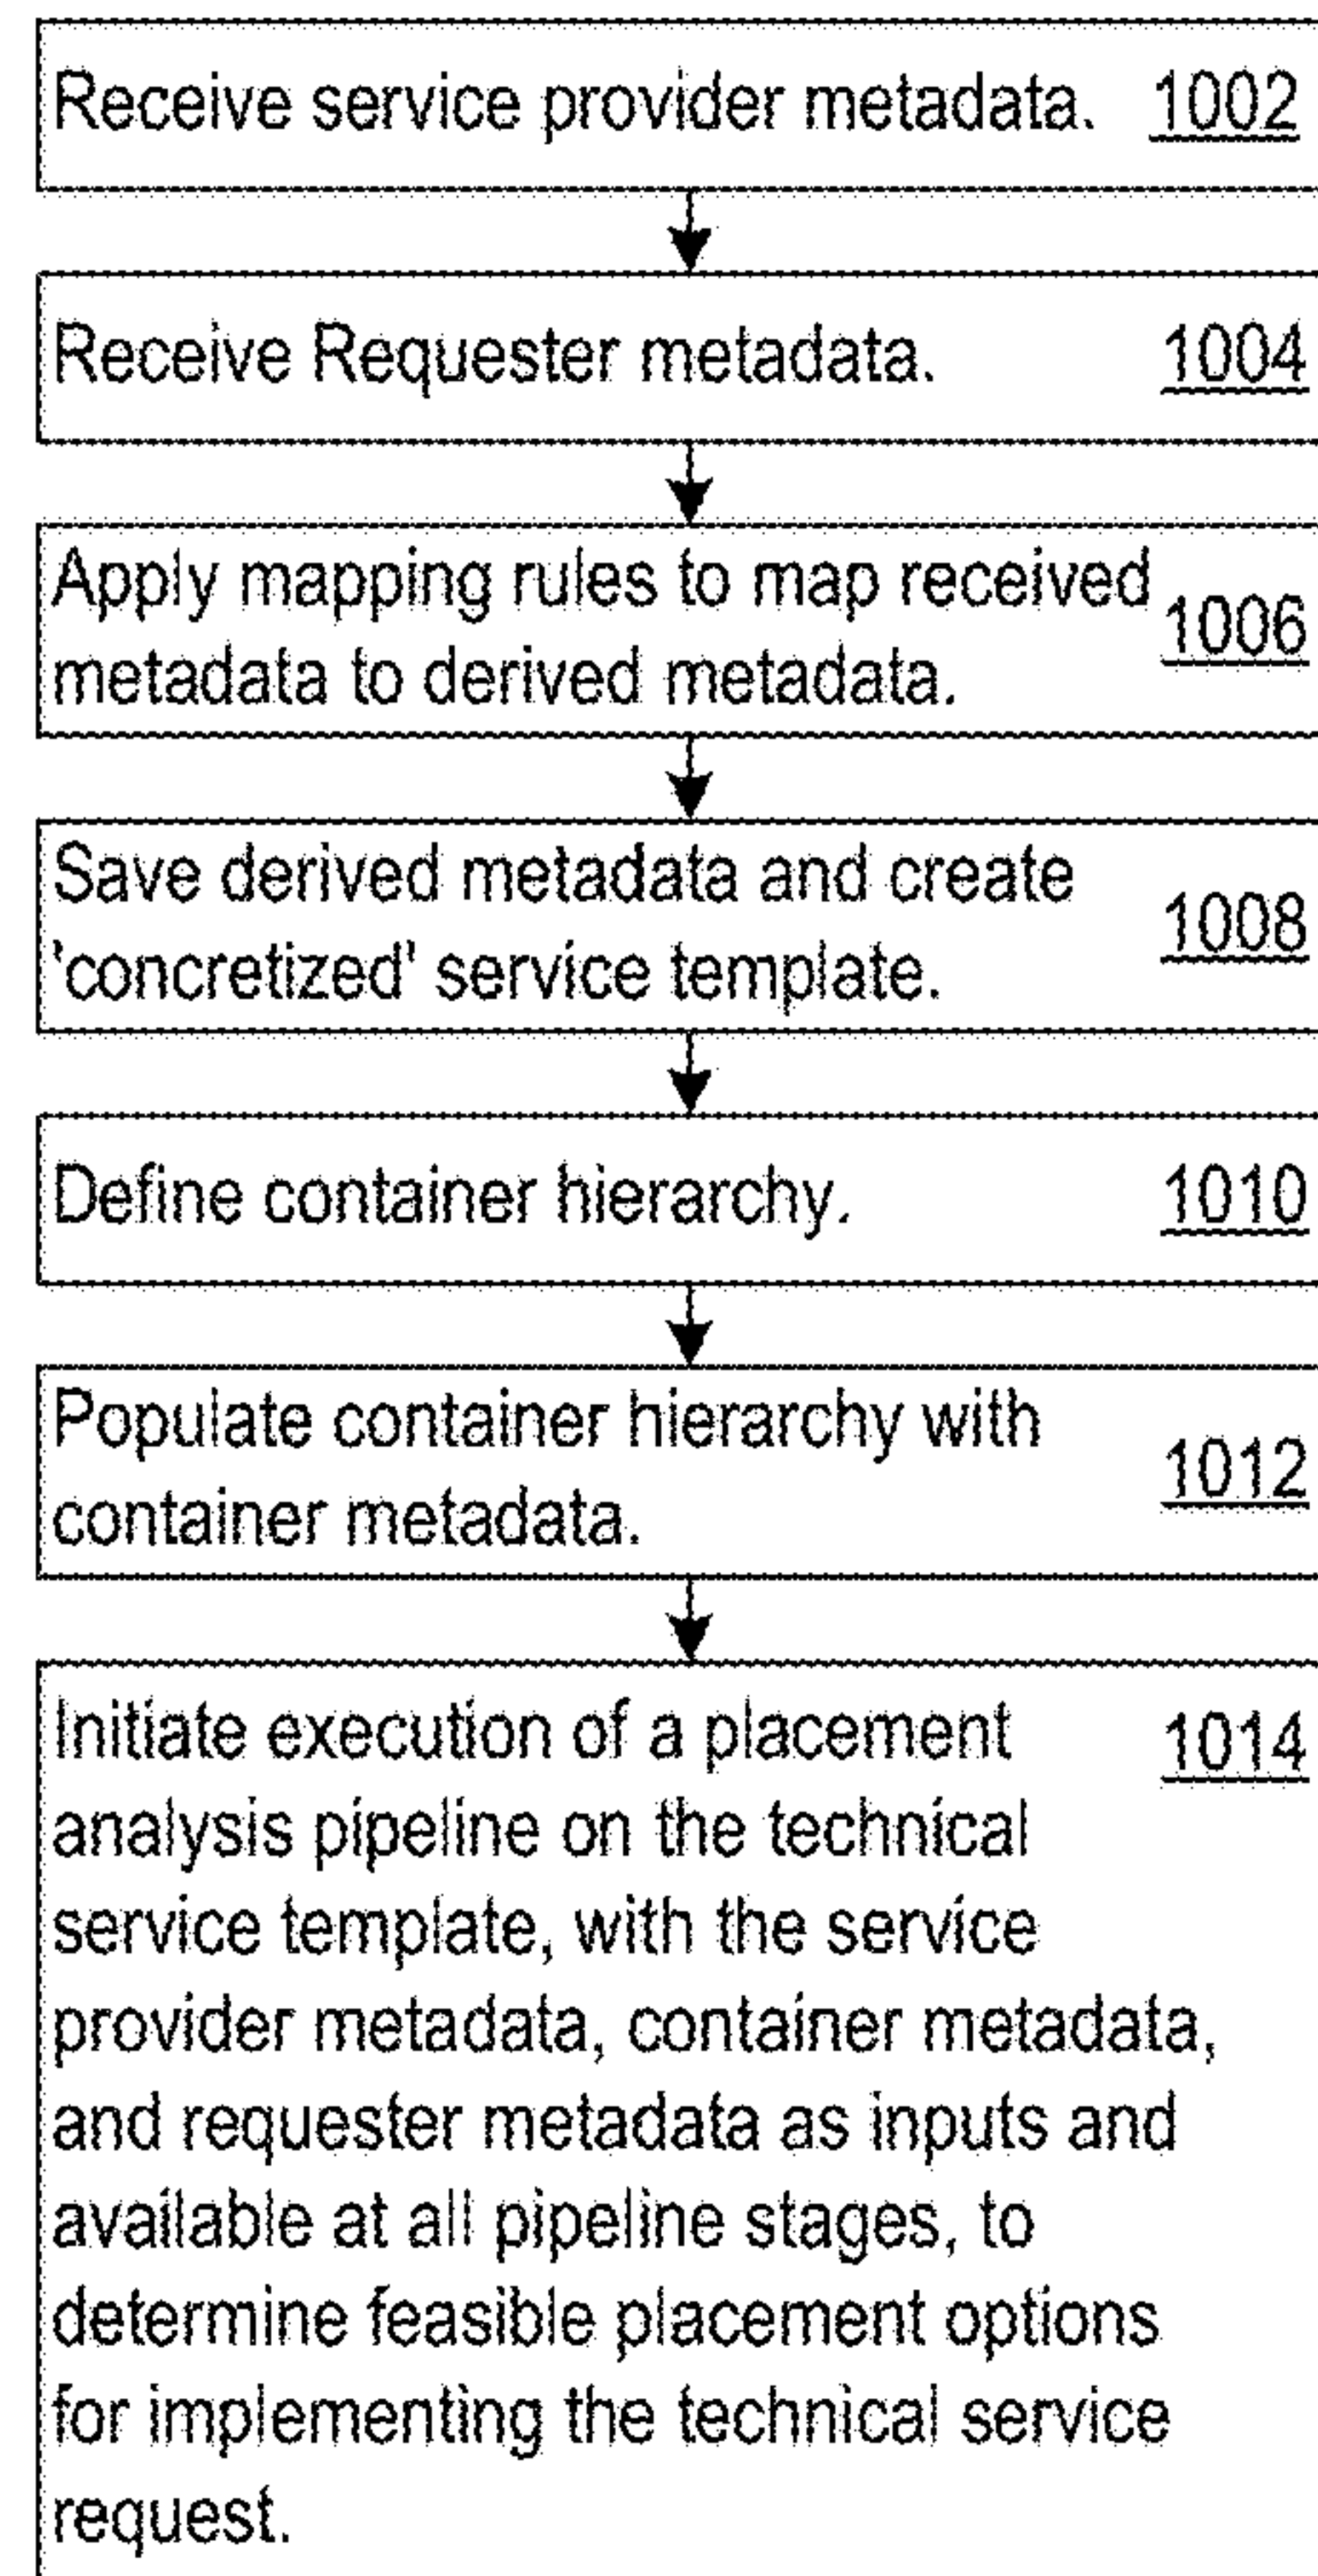 Receive service provider metadata. 1002
Receive Requester metadata. 1004
Apply mapping rules to map received
metadata to derived metadata. 1006
Save derived metadata and create
'concretized' service template. 1008
Define container hierarchy. 1010
Populate container hierarchy with
container metadata. 1012
Initiate execution of a placement 1014
analysis pipeline on the technical
service template, with the service
provider metadata, container metadata,
and requester metadata as inputs and
available at all pipeline stages, to
determine feasible placement options
for implementing the technical service
request.